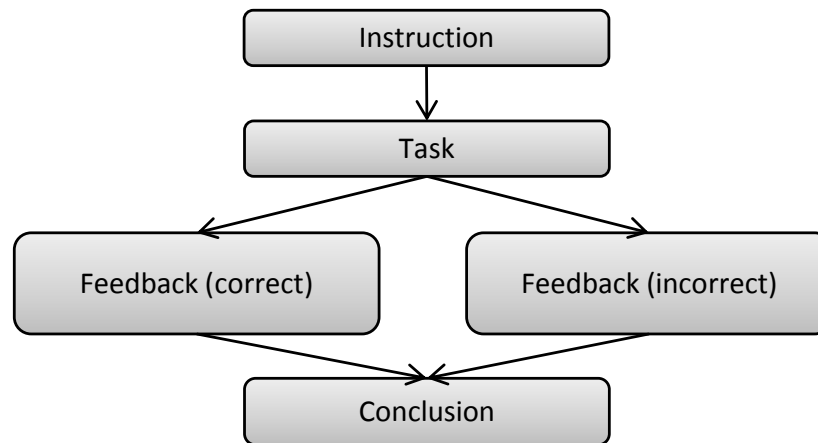 Instruction
Task
Feedback (correct)
Feedback (incorrect)
Conclusion